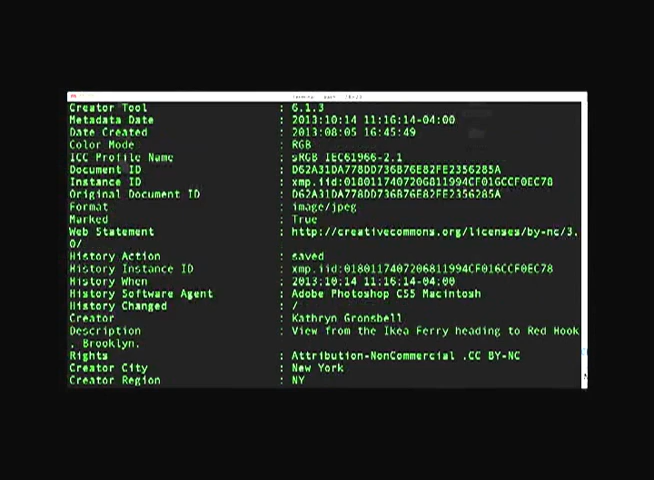 Creator Tool : 6.1.3
Metadata Date : 2013:10:14 11:16:14-04:00
Date Created : 2013:08:05 16:45:49
Color Mode : RGB
ICC Profile Name : sRGB IEC61966-2.1
Document ID : D62A31DA778DD736B76E82FE2356285A
Instance ID : xmp.iid:0180117407206811994CF016CCF0EC78
Original Document ID : D62A31DA778DD736B76E82FE2356285A
Format : image/jpeg
Marked : True
Web Statement : http://creativecommons.org/licenses/by-nc/3.
0/
History Action : saved
History Instance ID : xmp.iid:0180117407206811994CF016CCF0EC78
History When : 2013:10:14 11:16:14-04:00
History Software Agent : Adobe Photoshop CS5 Macintosh
History Changed : /
Creator : Kathryn Gronsbell
Description : View from the Ikea Ferry heading to Red Hook
, Brooklyn.
Rights : Attribution-NonCommercial .CC BY-NC
Creator City : New York
Creator Region : NY